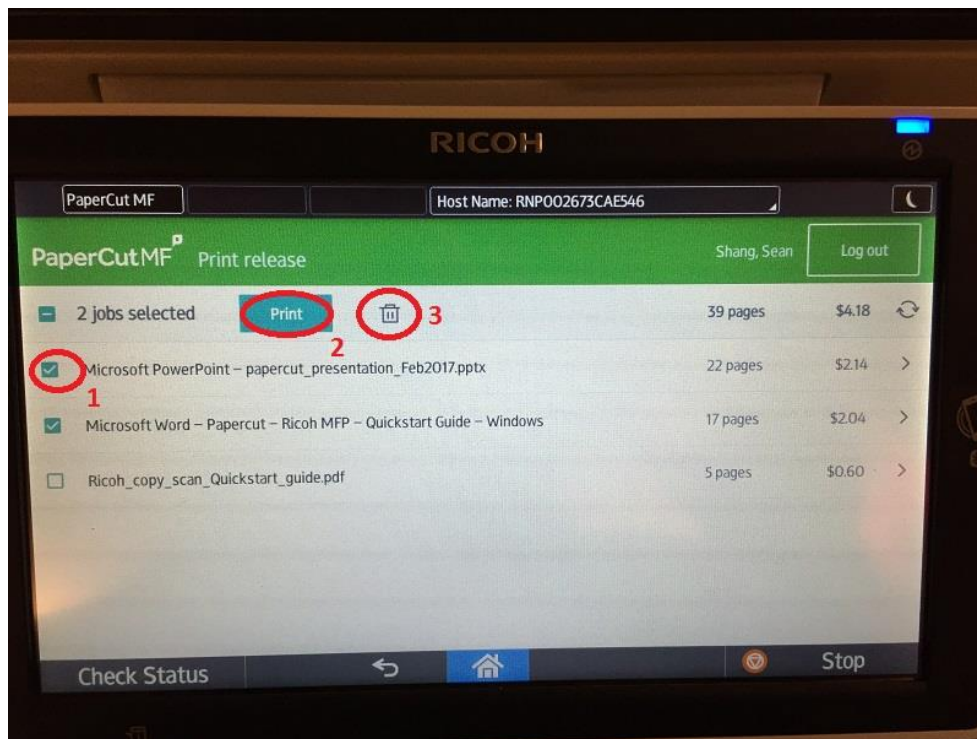 RICOH
PaperCut MF Host Name: RNP002673CAE546
PaperCutMF Print release Shang, Sean Log out
2 jobs selected Print 3 39 pages $4.18
2
Microsoft PowerPoint – papercut_presentation_Feb2017.pptx 22 pages $2.14
1
Microsoft Word – Papercut – Ricoh MFP – Quickstart Guide – Windows 17 pages $2.04
Ricoh_copy_scan_Quickstart_guide.pdf 5 pages $0.60
Check Status Stop